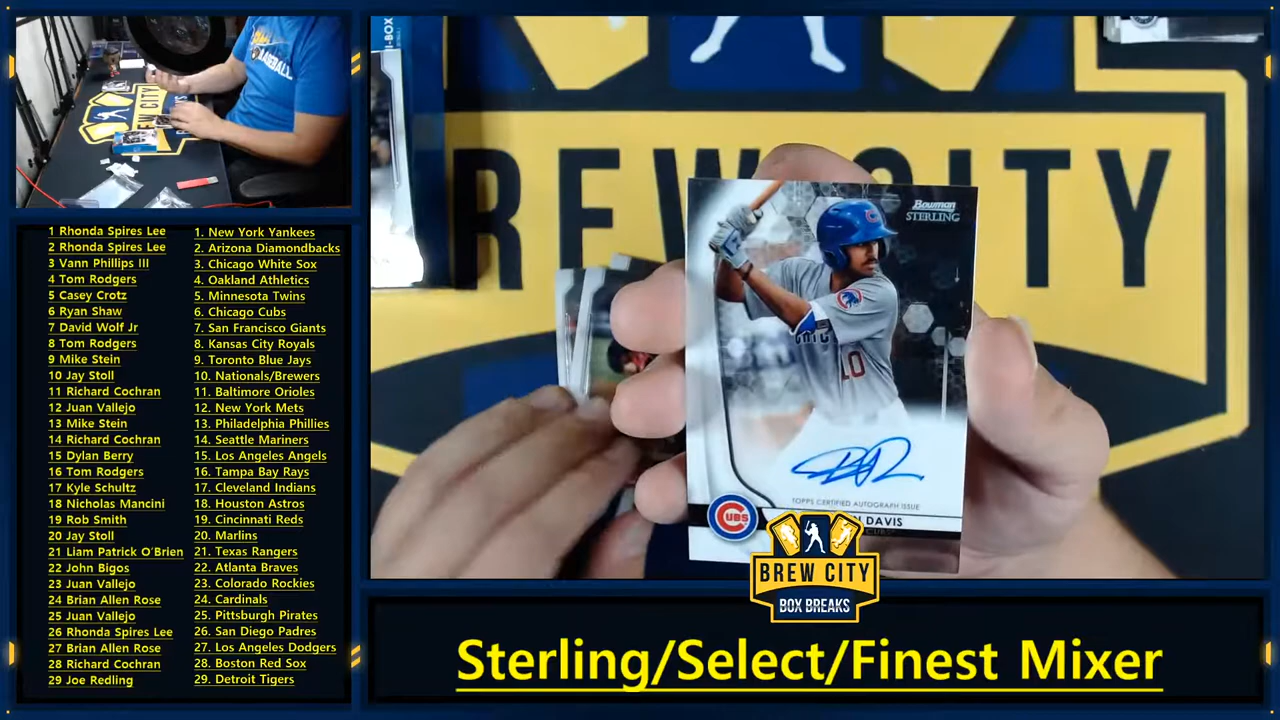 1 Rhonda Spires Lee
2 Rhonda Spires Lee
3 Vann Phillips III
4 Tom Rodgers
5 Casey Crotz
6 Ryan Shaw
7 David Wolf Jr
8 Tom Rodgers
9 Mike Stein
10 Jay Stoll
11 Richard Cochran
12 Juan Vallejo
13 Mike Stein
14 Richard Cochran
15 Dylan Berry
16 Tom Rodgers
17 Kyle Schultz
18 Nicholas Mancini
19 Rob Smith
20 Jay Stoll
21 Liam Patrick O'Brien
22 John Bigos
23 Juan Vallejo
24 Brian Allen Rose
25 Juan Vallejo
26 Rhonda Spires Lee
27 Brian Allen Rose
28 Richard Cochran
29 Joe Redling
1. New York Yankees
2. Arizona Diamondbacks
3. Chicago White Sox
4. Oakland Athletics
5. Minnesota Twins
6. Chicago Cubs
7. San Francisco Giants
8. Kansas City Royals
9. Toronto Blue Jays
10. Nationals/Brewers
11. Baltimore Orioles
12. New York Mets
13. Philadelphia Phillies
14. Seattle Mariners
15. Los Angeles Angels
16. Tampa Bay Rays
17. Cleveland Indians
18. Houston Astros
19. Cincinnati Reds
20. Marlins
21. Texas Rangers
22. Atlanta Braves
23. Colorado Rockies
24. Cardinals
25. Pittsburgh Pirates
26. San Diego Padres
27. Los Angeles Dodgers
28. Boston Red Sox
29. Detroit Tigers
REW CITY
Bowman
STERLING
10
TOPPS CERTIFIED AUTOGRAPH ISSUE
DAVIS
CUBS
BREW CITY
BOX BREAKS
Sterling/Select/Finest Mixer